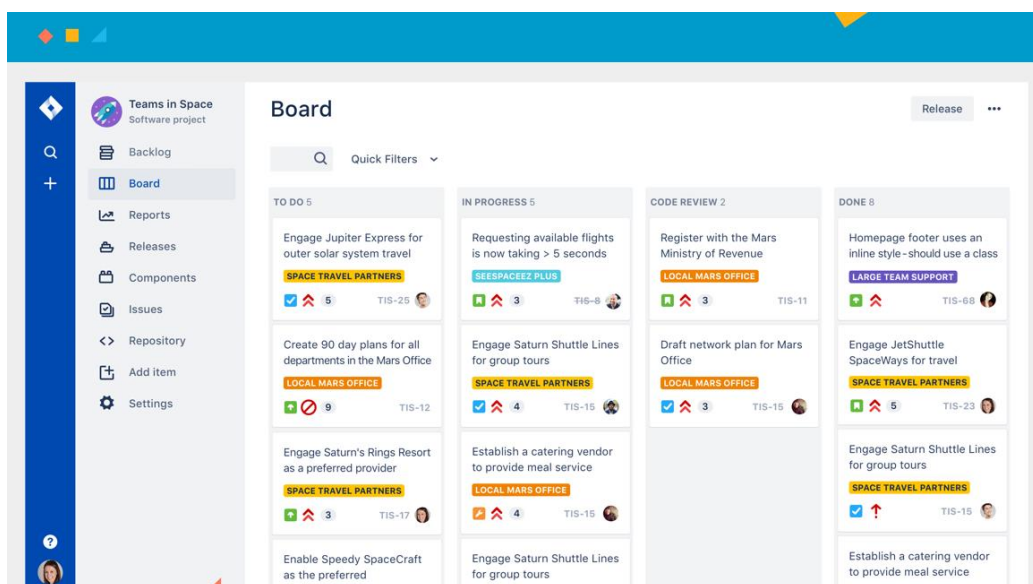 Teams in Space
Software project
Backlog
Board
Reports
Releases
Components
Issues
Repository
Add item
Settings
?
Board
Release
Quick Filters
TO DO 5
Engage Jupiter Express for
outer solar system travel
SPACE TRAVEL PARTNERS
5 TIS-25
Create 90 day plans for all
departments in the Mars Office
LOCAL MARS OFFICE
9 TIS-12
Engage Saturn's Rings Resort
as a preferred provider
SPACE TRAVEL PARTNERS
3 TIS-17
Enable Speedy SpaceCraft
as the preferred
IN PROGRESS 5
Requesting available flights
is now taking > 5 seconds
SEESPACEEZ PLUS
3 TIS-8
Engage Saturn Shuttle Lines
for group tours
SPACE TRAVEL PARTNERS
4 TIS-15
Establish a catering vendor
to provide meal service
LOCAL MARS OFFICE
4 TIS-15
Engage Saturn Shuttle Lines
for group tours
CODE REVIEW 2
Register with the Mars
Ministry of Revenue
LOCAL MARS OFFICE
3 TIS-11
Draft network plan for Mars
Office
LOCAL MARS OFFICE
3 TIS-15
DONE 8
Homepage footer uses an
inline style-should use a class
LARGE TEAM SUPPORT
TIS-68
Engage JetShuttle
SpaceWays for travel
SPACE TRAVEL PARTNERS
5 TIS-23
Engage Saturn Shuttle Lines
for group tours
SPACE TRAVEL PARTNERS
TIS-15
Establish a catering vendor
to provide meal service